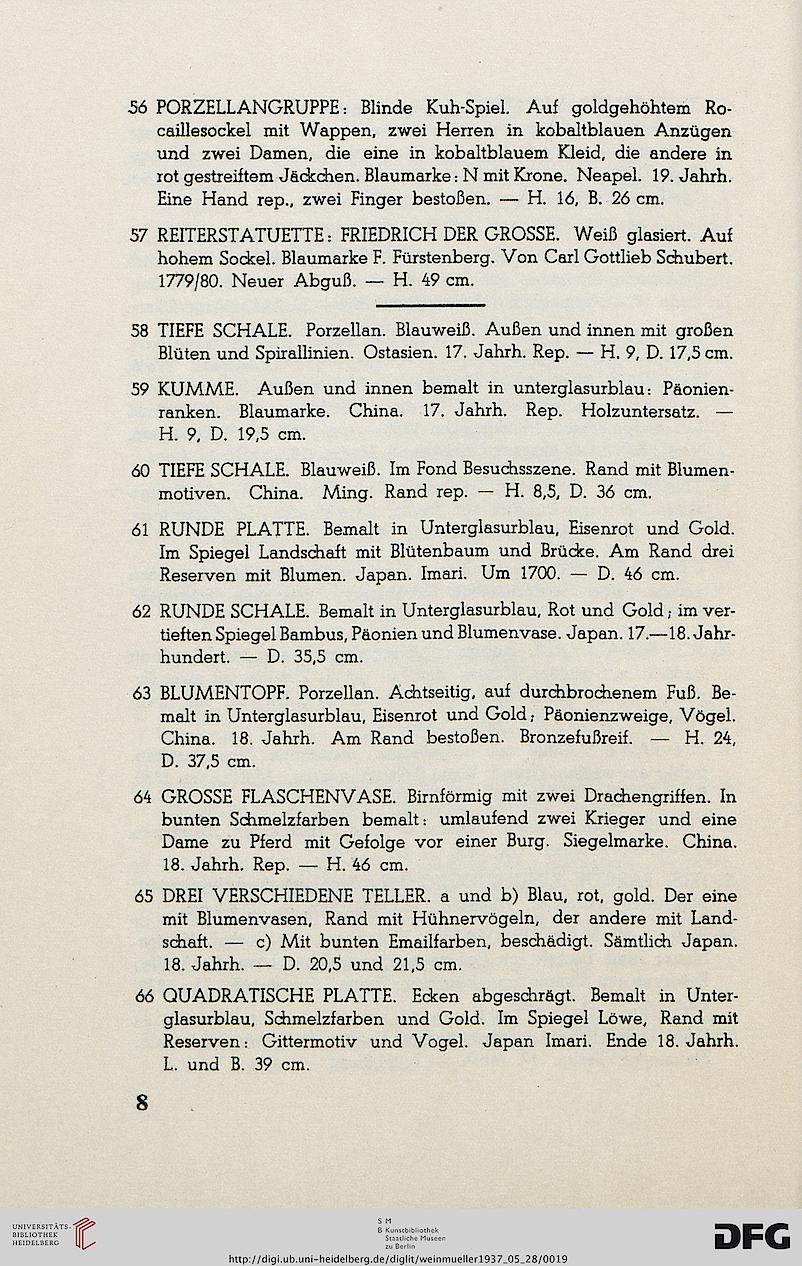 56 PORZELLANGRUPPE: Blinde Kuh-Spiel. Auf goldgehöhtem Ro-
caillesockel mit Wappen, zwei Herren in kobaltblauen Anzügen
und zwei Damen, die eine in kobaltblauem Kleid, die andere in
rot gestreiftem Jäckchen. Blaumarke: N mit Krone. Neapel. 19. Jahrh.
Eine Hand rep., zwei Finger bestoßen. — H. 16, B. 26 cm.
57 REITERSTATUETTE: FRIEDRICH DER GROSSE. Weiß glasiert. Auf
hohem Sockel. Blaumarke F. Fürstenberg. Von Carl Gottlieb Schubert.
1779/80. Neuer Abguß. — H. 49 cm.
58 TIEFE SCHALE. Porzellan. Blauweiß. Außen und innen mit großen
Blüten und Spirallinien. Ostasien. 17. Jahrh. Rep. — H. 9, D. 17,5 cm.
59 KUMME. Außen und innen bemalt in unterglasurblau: Päonien-
ranken. Blaumarke. China. 17. Jahrh. Rep. Holzuntersatz. —
H. 9, D. 19,5 cm.
60 TIEFE SCHALE. Blauweiß. Im Fond Besuchsszene. Rand mit Blumen-
motiven. China. Ming. Rand rep. — H. 8,5, D. 36 cm.
61 RUNDE PLATTE. Bemalt in Unterglasurblau, Eisenrot und Gold.
Im Spiegel Landschaft mit Blütenbaum und Brücke. Am Rand drei
Reserven mit Blumen. Japan. Imari. Um 1700. — D. 46 cm.
62 RUNDE SCHALE. Bemalt in Unterglasurblau, Rot und Gold; im ver-
tieften Spiegel Bambus, Päonien und Blumenvase. Japan. 17.—18. Jahr-
hundert. — D. 35,5 cm.
63 BLUMENTOPF. Porzellan. Achtseitig, auf durchbrochenem Fuß. Be-
malt in Unterglasurblau, Eisenrot und Gold; Päonienzweige, Vögel.
China. 18. Jahrh. Am Rand bestoßen. Bronzefußreif. — H. 24,
D. 37,5 cm.
64 GROSSE FLASCHENVASE. Birnförmig mit zwei Drachengriffen. In
bunten Schmelzfarben bemalt: umlaufend zwei Krieger und eine
Dame zu Pferd mit Gefolge vor einer Burg. Siegelmarke. China.
18. Jahrh. Rep. — H. 46 cm.
65 DREI VERSCHIEDENE TELLER. a und b) Blau, rot, gold. Der eine
mit Blumenvasen, Rand mit Hühnervögeln, der andere mit Land-
schaft. — c) Mit bunten Emailfarben, beschädigt. Sämtlich Japan.
18. Jahrh. — D. 20,5 und 21,5 cm.
66 QUADRATISCHE PLATTE. Ecken abgeschrägt. Bemalt in Unter-
glasurblau, Schmelzfarben und Gold. Im Spiegel Löwe, Rand mit
Reserven: Gittermotiv und Vogel. Japan Imari. Ende 18. Jahrh.
L. und B. 39 cm.
8
UNIVERSITÄTS-
BIBLIOTHEK
HEIDELBERG
S M
B Kunstbibliothek
Staatliche Museen
zu Berlin
DFG
http://digi.ub.uni-heidelberg.de/diglit/weinmueller1937_05_28/0019